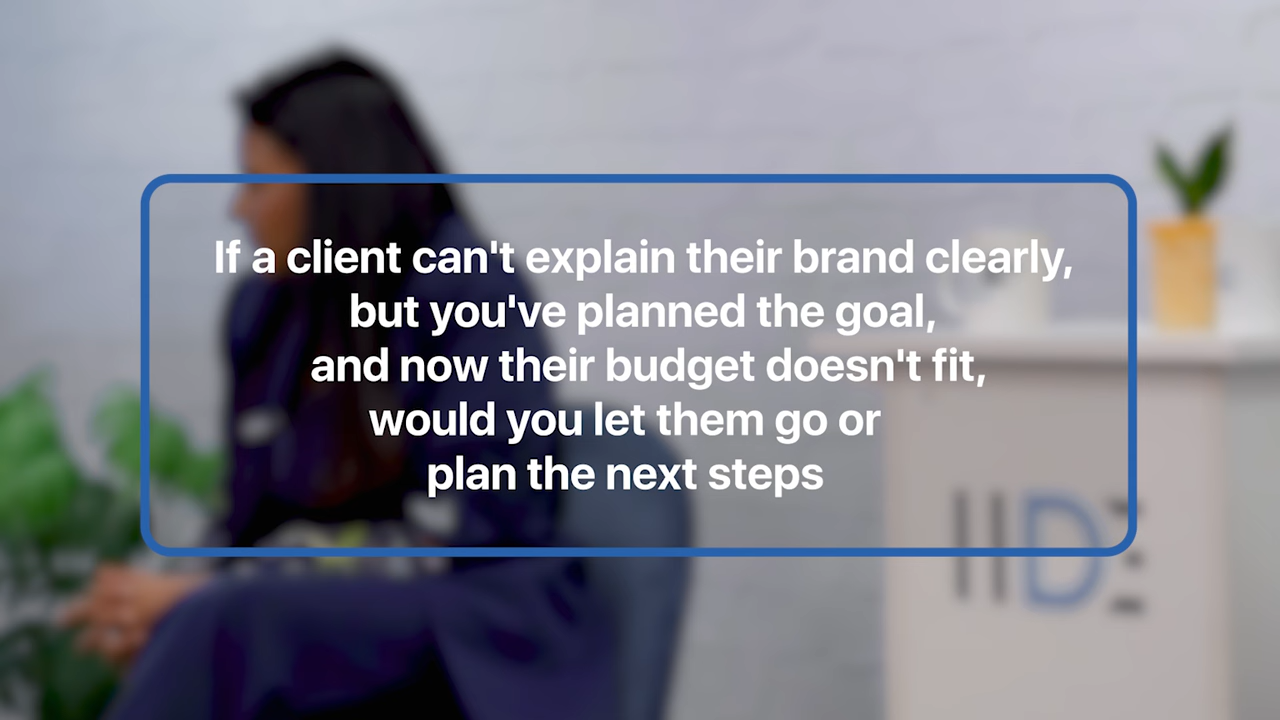 If a client can't explain their brand clearly,
but you've planned the goal,
and now their budget doesn't fit,
would you let them go or
plan the next steps
IIDE